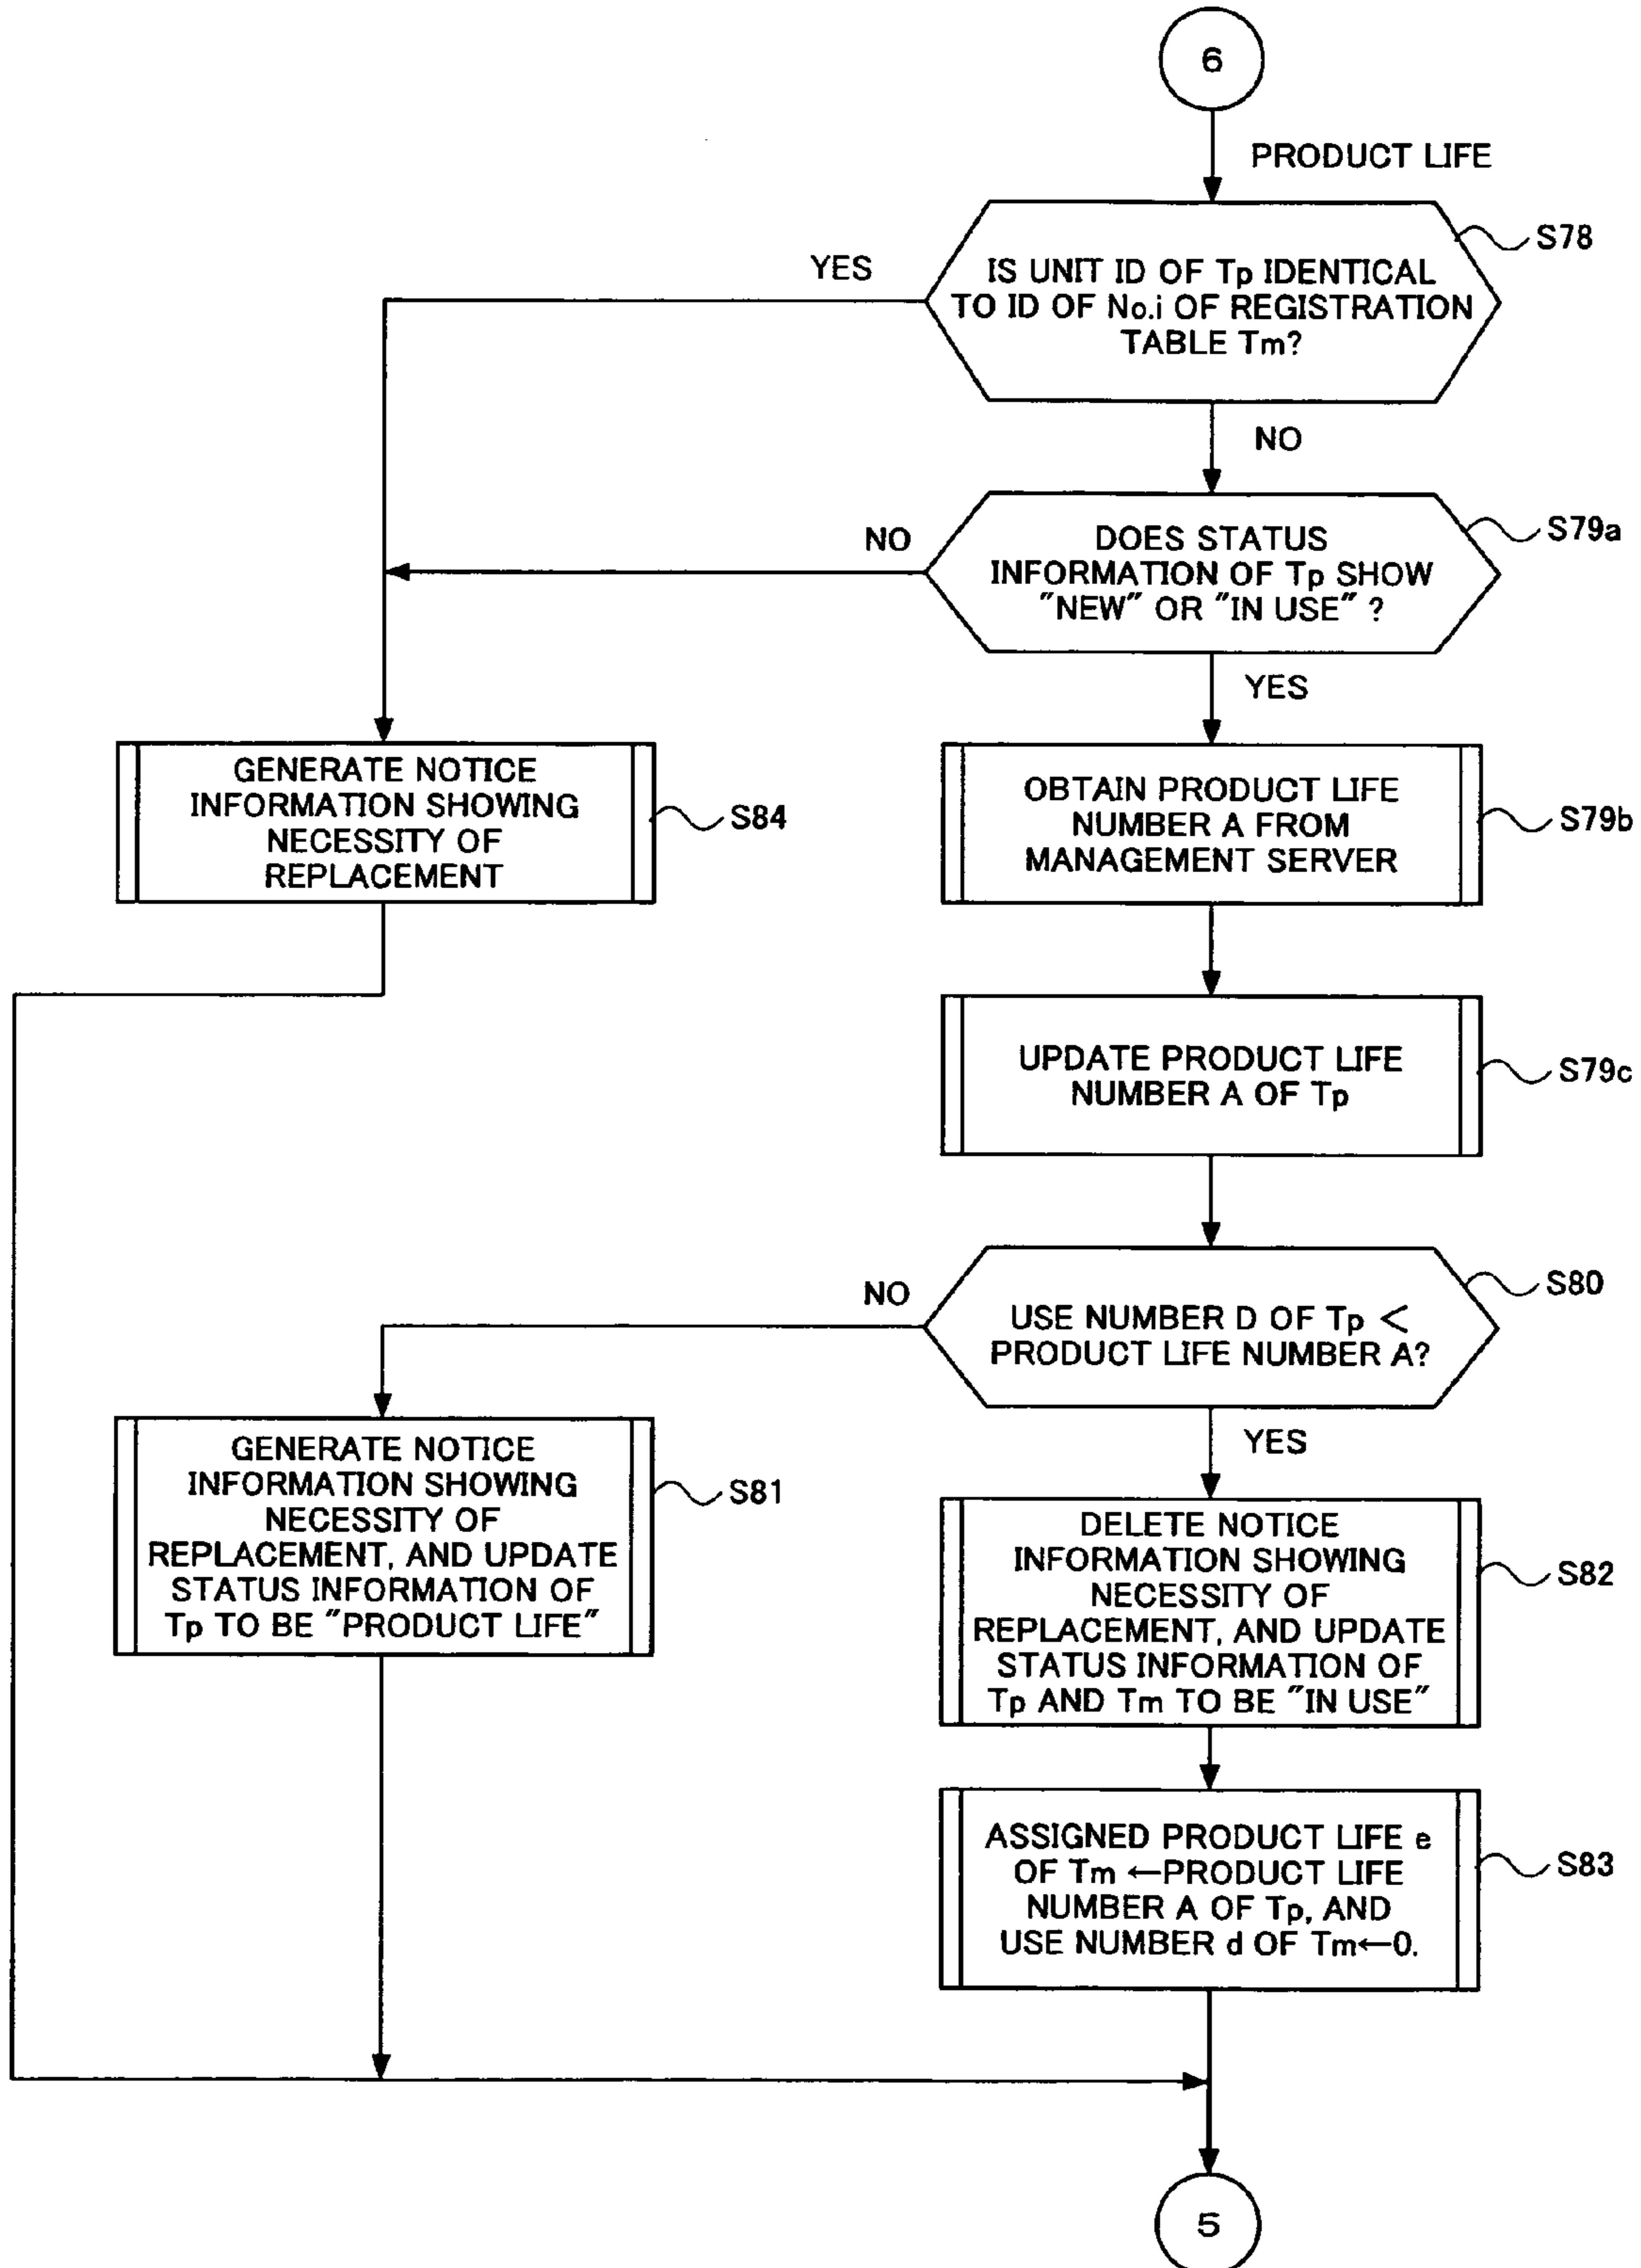 6
PRODUCT LIFE
S78
YES
IS UNIT ID OF Tp IDENTICAL
TO ID OF No.i OF REGISTRATION
TABLE Tm?
NO
S79a
NO
DOES STATUS
INFORMATION OF Tp SHOW
"NEW" OR "IN USE" ?
YES
GENERATE NOTICE
INFORMATION SHOWING
NECESSITY OF
REPLACEMENT
S84
OBTAIN PRODUCT LIFE
NUMBER A FROM
MANAGEMENT SERVER
S79b
UPDATE PRODUCT LIFE
NUMBER A OF Tp
S79c
S80
NO
USE NUMBER D OF Tp <
PRODUCT LIFE NUMBER A?
YES
GENERATE NOTICE
INFORMATION SHOWING
NECESSITY OF
REPLACEMENT, AND UPDATE
STATUS INFORMATION OF
Tp TO BE "PRODUCT LIFE"
S81
DELETE NOTICE
INFORMATION SHOWING
NECESSITY OF
REPLACEMENT, AND UPDATE
STATUS INFORMATION OF
Tp AND Tm TO BE "IN USE"
S82
ASSIGNED PRODUCT LIFE e
OF Tm ←PRODUCT LIFE
NUMBER A OF Tp, AND
USE NUMBER d OF Tm←0.
S83
5